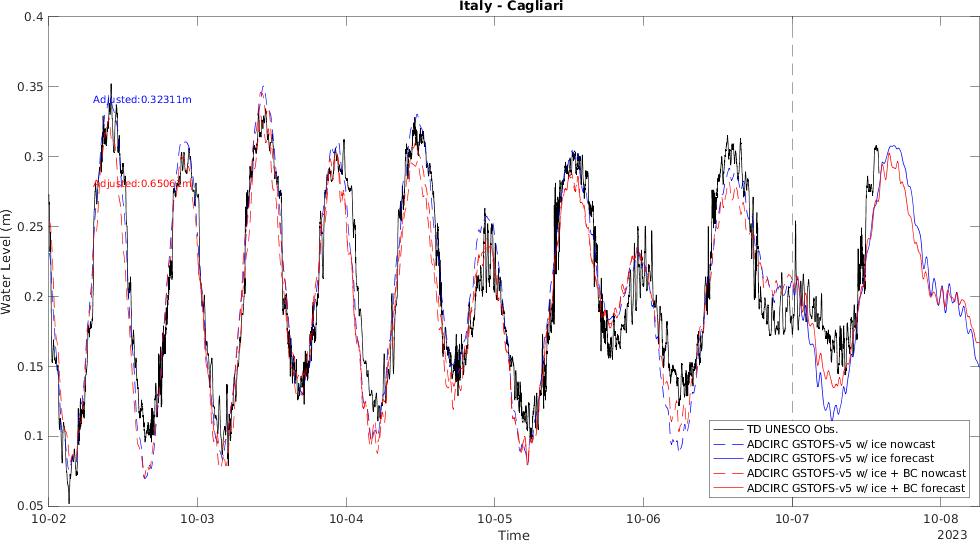 Italy - Cagliari
0.4
0.35
0.3
0.25
0.2
0.15
0.1
0.05
Water Level (m)
Adjusted:0.32311m
10-02
10-03
10-04
10-05
10-06
10-07
10-08
Time
2023
TD UNESCO Obs.
ADCIRC GSTOFS-v5 w/ ice nowcast
ADCIRC GSTOFS-v5 w/ ice forecast
ADCIRC GSTOFS-v5 w/ ice + BC nowcast
ADCIRC GSTOFS-v5 w/ ice + BC forecast